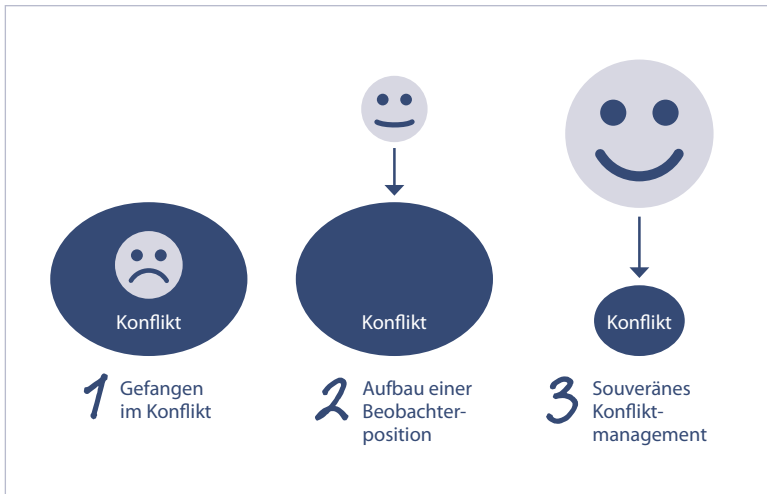 Konflikt
Konflikt
Konflikt
1 Gefangen
im Konflikt
2 Aufbau einer
Beobachter-
position
3 Souveränes
Konflikt-
management